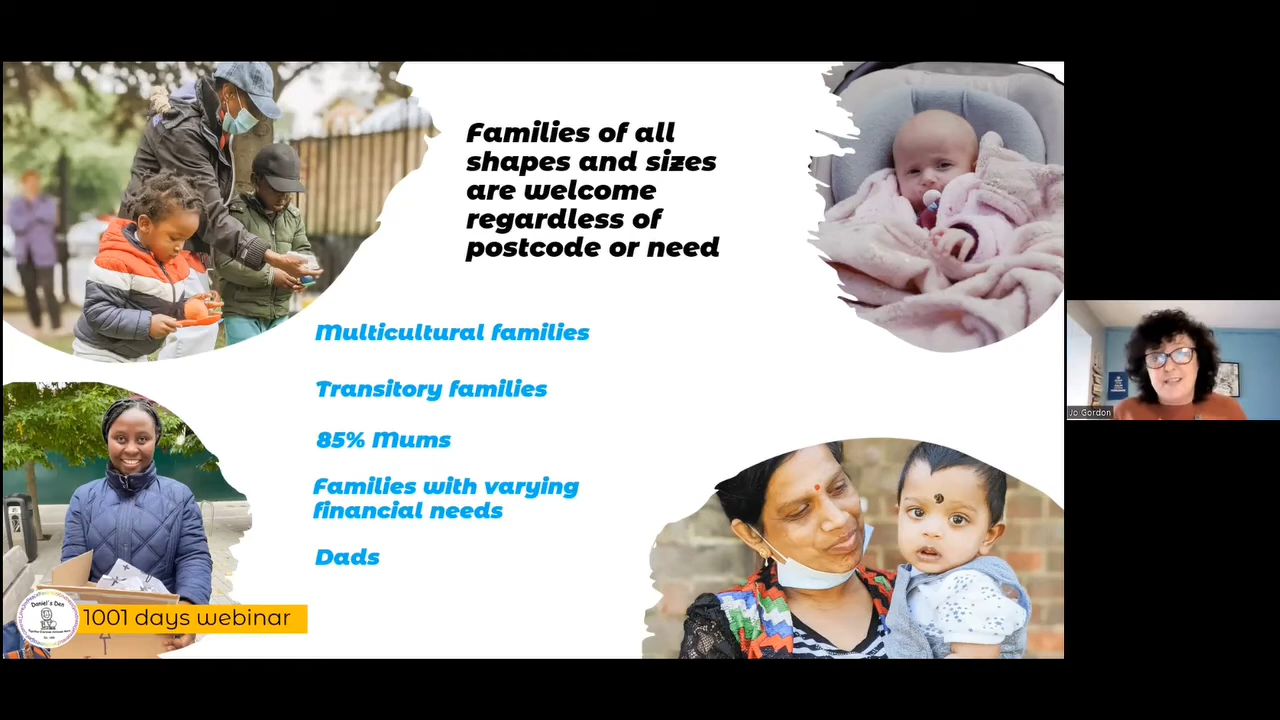 Families of all
shapes and sizes
are welcome
regardless of
postcode or need
Multicultural families
Transitory families
85% Mums
Families with varying
financial needs
Dads
Daniel's Den
1001 days webinar
Jo Gordon